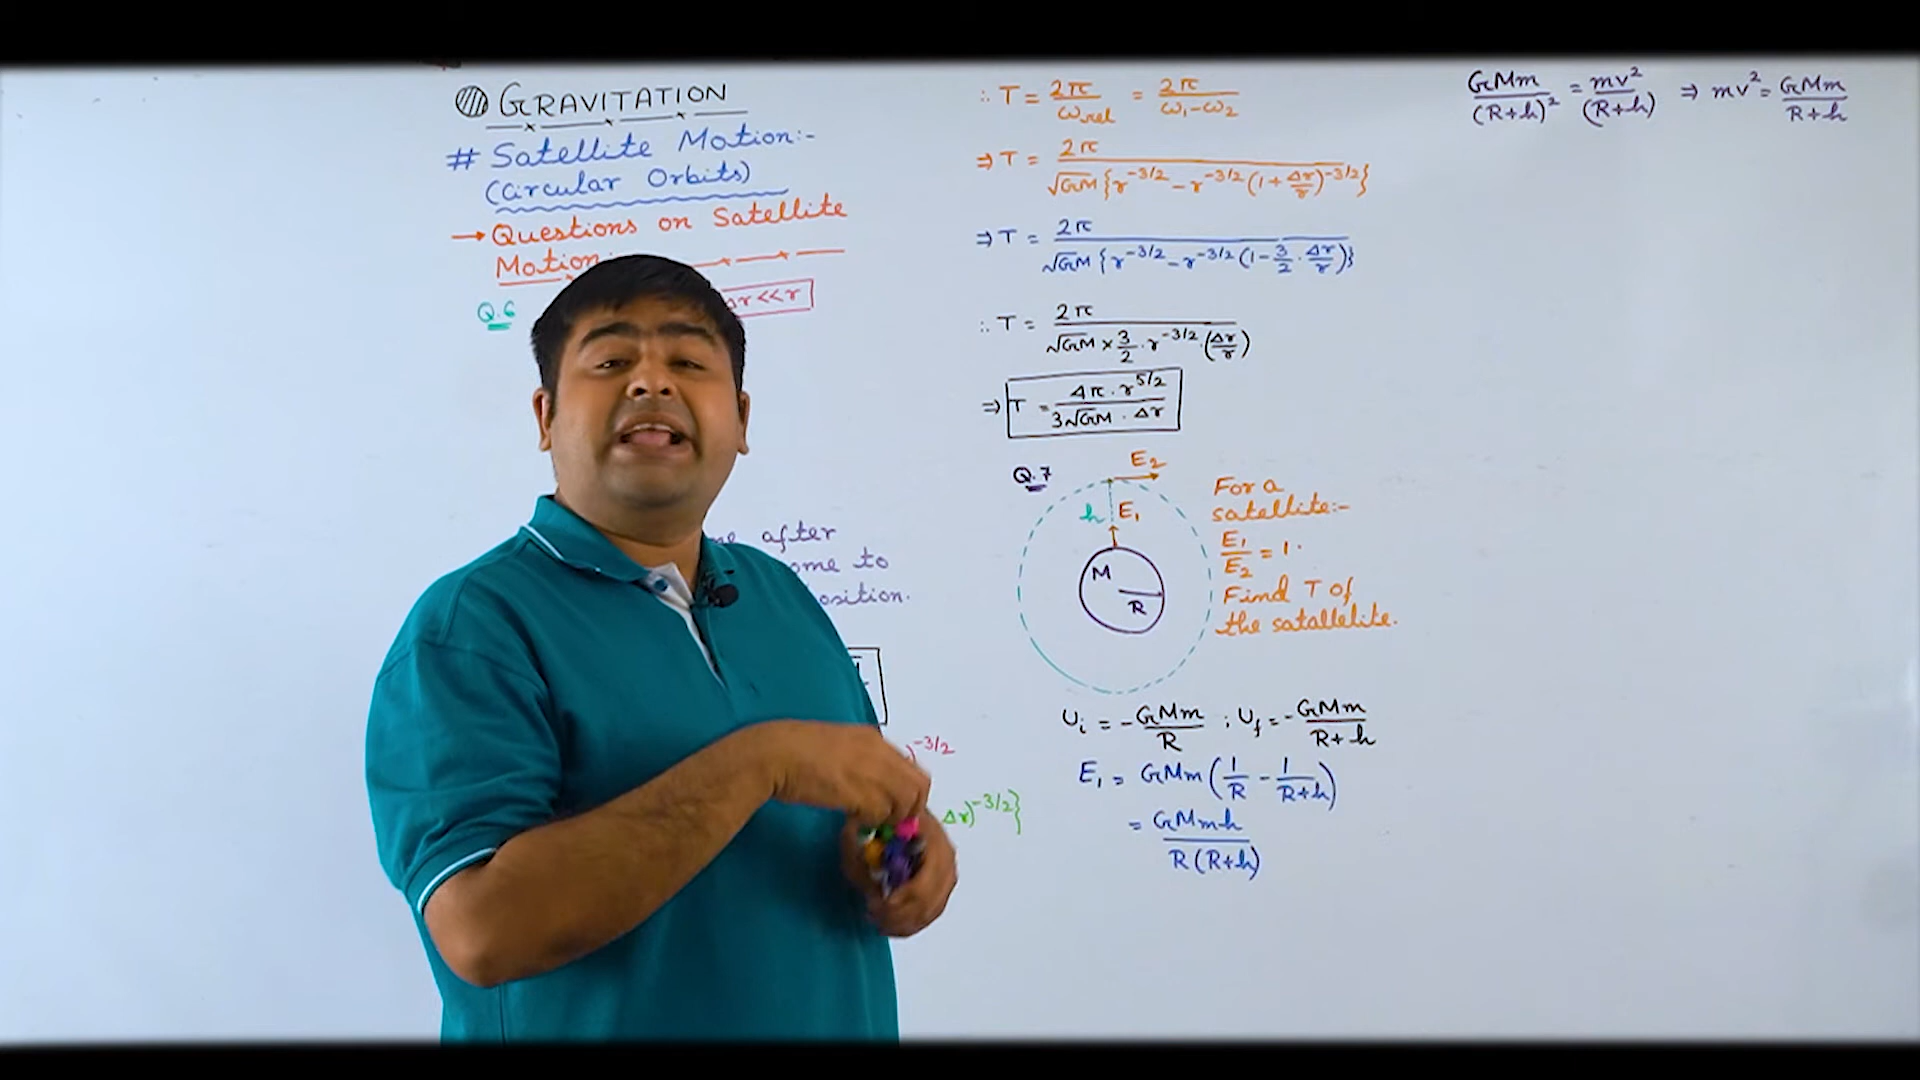 GRAVITATION
# Satellite Motion:-
(Circular Orbits)
→ Questions on Satellite
Motion:
Q.6
Δr<<r
after
ome to
osition.
)^{-3/2}
Δr)^{-3/2}}
∴ T = 2π/ω_rel = 2π/(ω₁-ω₂)
⇒ T = 2π/(√GM {r^{-3/2} - r^{-3/2} (1+Δr/r)^{-3/2}})
⇒ T = 2π/(√GM {r^{-3/2} - r^{-3/2} (1-3/2·Δr/r)})
∴ T = 2π/(√GM × 3/2 · r^{-3/2} · (Δr/r))
⇒ T = 4π·r^{5/2}/(3√GM · Δr)
Q.7
E₂
h
E₁
M
R
For a
satellite:-
E₁/E₂ = 1.
Find T of
the satallelite.
U_i = -GMm/R ; U_f = -GMm/(R+h)
E₁ = GMm(1/R - 1/(R+h))
= GMmh/(R(R+h))
GMm/(R+h)² = mv²/(R+h) ⇒ mv² = GMm/(R+h)